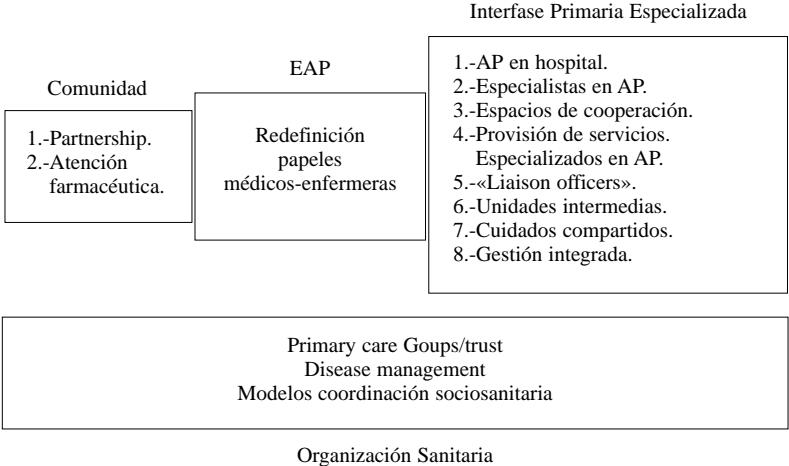 Comunidad
1.-Partnership.
2.-Atención
farmacéutica.
EAP
Redefinición
papeles
médicos-enfermeras
Interfase Primaria Especializada
1.-AP en hospital.
2.-Especialistas en AP.
3.-Espacios de cooperación.
4.-Provisión de servicios.
Especializados en AP.
5.-«Liaison officers».
6.-Unidades intermedias.
7.-Cuidados compartidos.
8.-Gestión integrada.
Primary care Goups/trust
Disease management
Modelos coordinación sociosanitaria
Organización Sanitaria